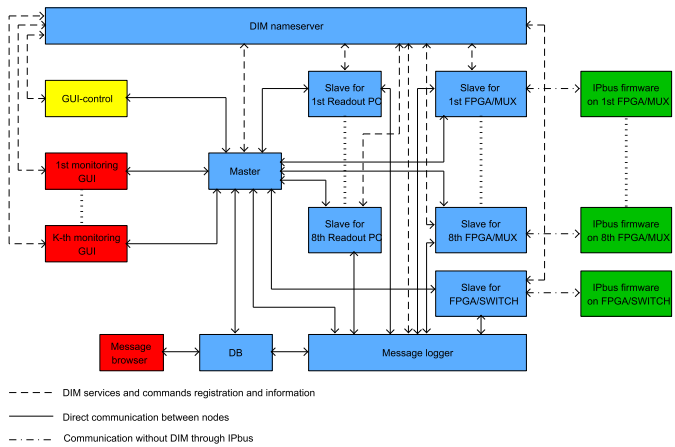 DIM nameserver
Slave for
1st Readout PC
Slave for
1st FPGA/MUX
IPbus firmware
on 1st FPGA/MUX
GUI-control
1st monitoring
GUI
Master
K-th monitoring
GUI
Slave for
8th Readout PC
Slave for
8th FPGA/MUX
IPbus firmware
on 8th FPGA/MUX
Slave for
FPGA/SWITCH
IPbus firmware
on FPGA/SWITCH
Message
browser
DB
Message logger
DIM services and commands registration and information
Direct communication between nodes
Communication without DIM through IPbus